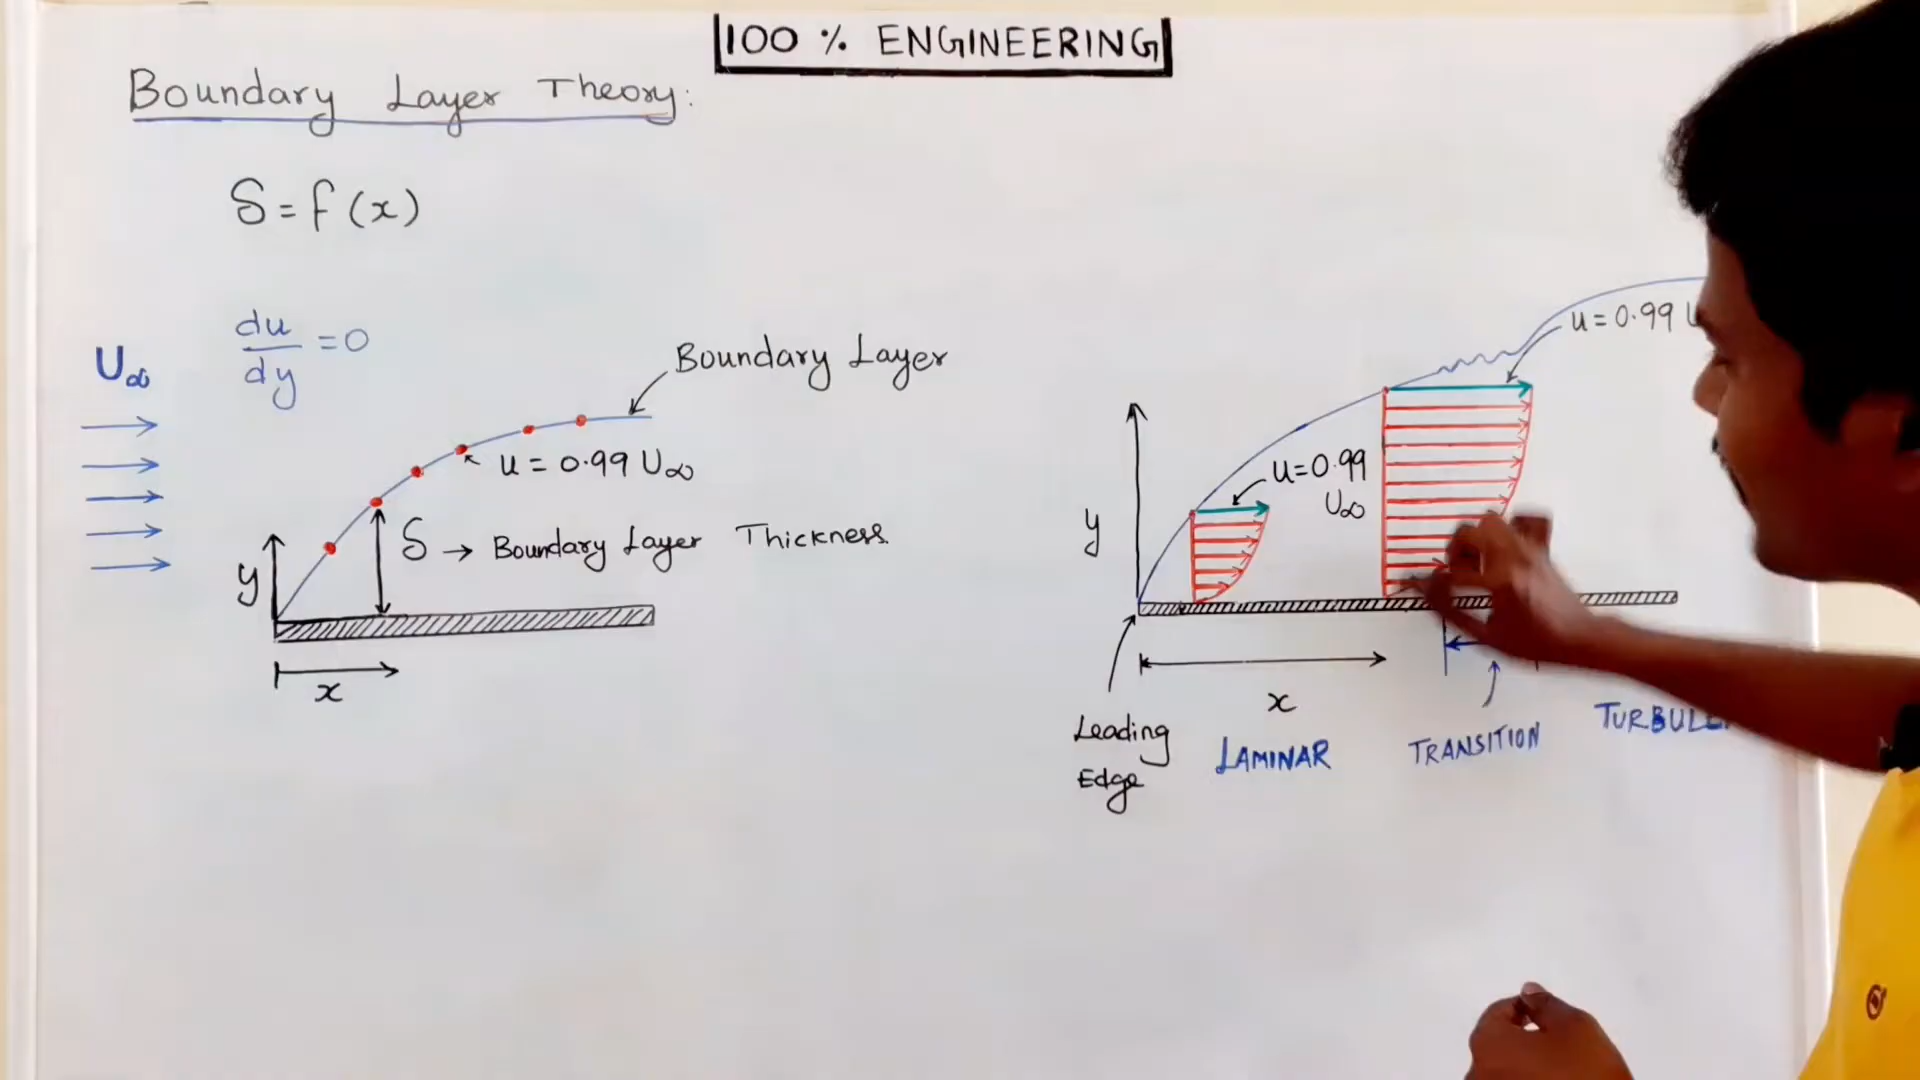 100 % ENGINEERING
Boundary Layer Theory:
δ = f (x)
du/dy = 0
U∞
Boundary Layer
u = 0.99 U∞
δ → Boundary Layer Thickness
y
x
u = 0.99
u = 0.99
U∞
y
x
Leading
Edge
LAMINAR
TRANSITION